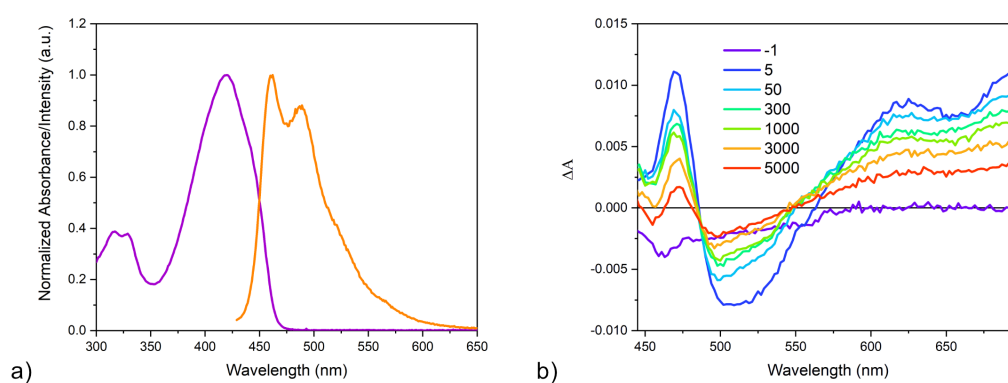 1.2
1.0
0.8
0.6
0.4
0.2
0.0
300 350 400 450 500 550 600 650
Normalized Absorbance/Intensity (a.u.)
Wavelength (nm)
a)
0.015
0.010
0.005
0.000
-0.005
-0.010
450 500 550 600 650
ΔA
Wavelength (nm)
-1
5
50
300
1000
3000
5000
b)